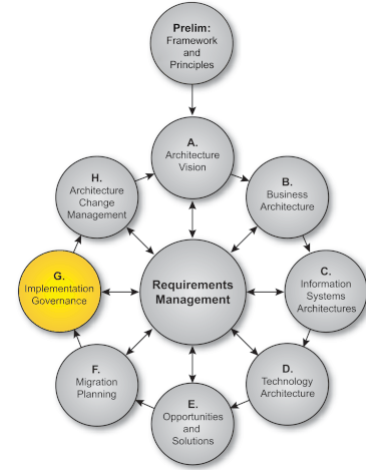 Prelim:
Framework
and
Principles
A.
Architecture
Vision
B.
Business
Architecture
C.
Information
Systems
Architectures
D.
Technology
Architecture
E.
Opportunities
and
Solutions
F.
Migration
Planning
G.
Implementation
Governance
H.
Architecture
Change
Management
Requirements
Management